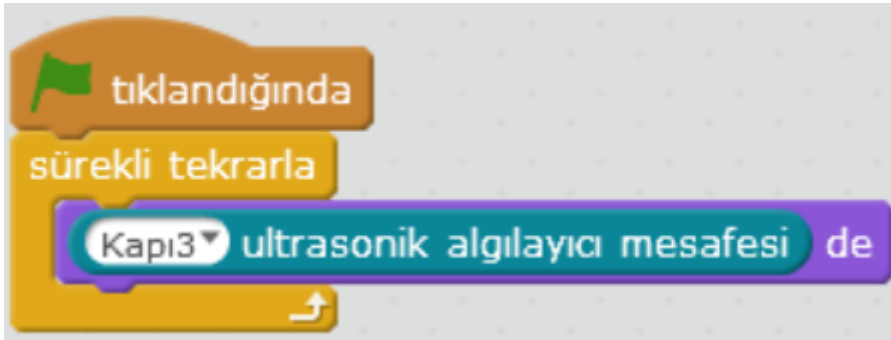 tıklandığında
sürekli tekrarla
Kapı3 ultrasonik algılayıcı mesafesi de